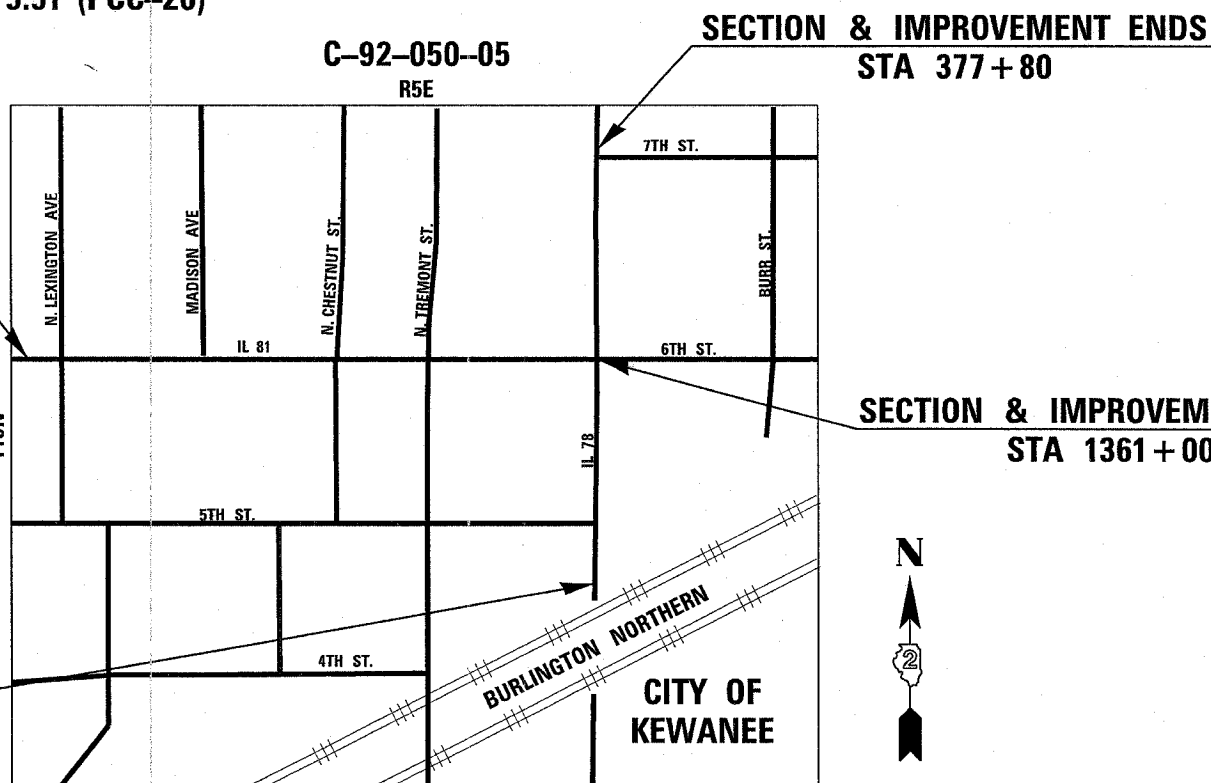 C-92-050--05
R5E
SECTION & IMPROVEMENT ENDS
STA 377+80
7TH ST.
N. LEXINGTON AVE
MADISON AVE
N. CHESTNUT ST.
N. TREMONT ST.
BURR ST.
IL 81
6TH ST.
SECTION & IMPROVEM
STA 1361+00
IL 78
5TH ST.
N
2
4TH ST.
BURLINGTON NORTHERN
CITY OF
KEWANEE